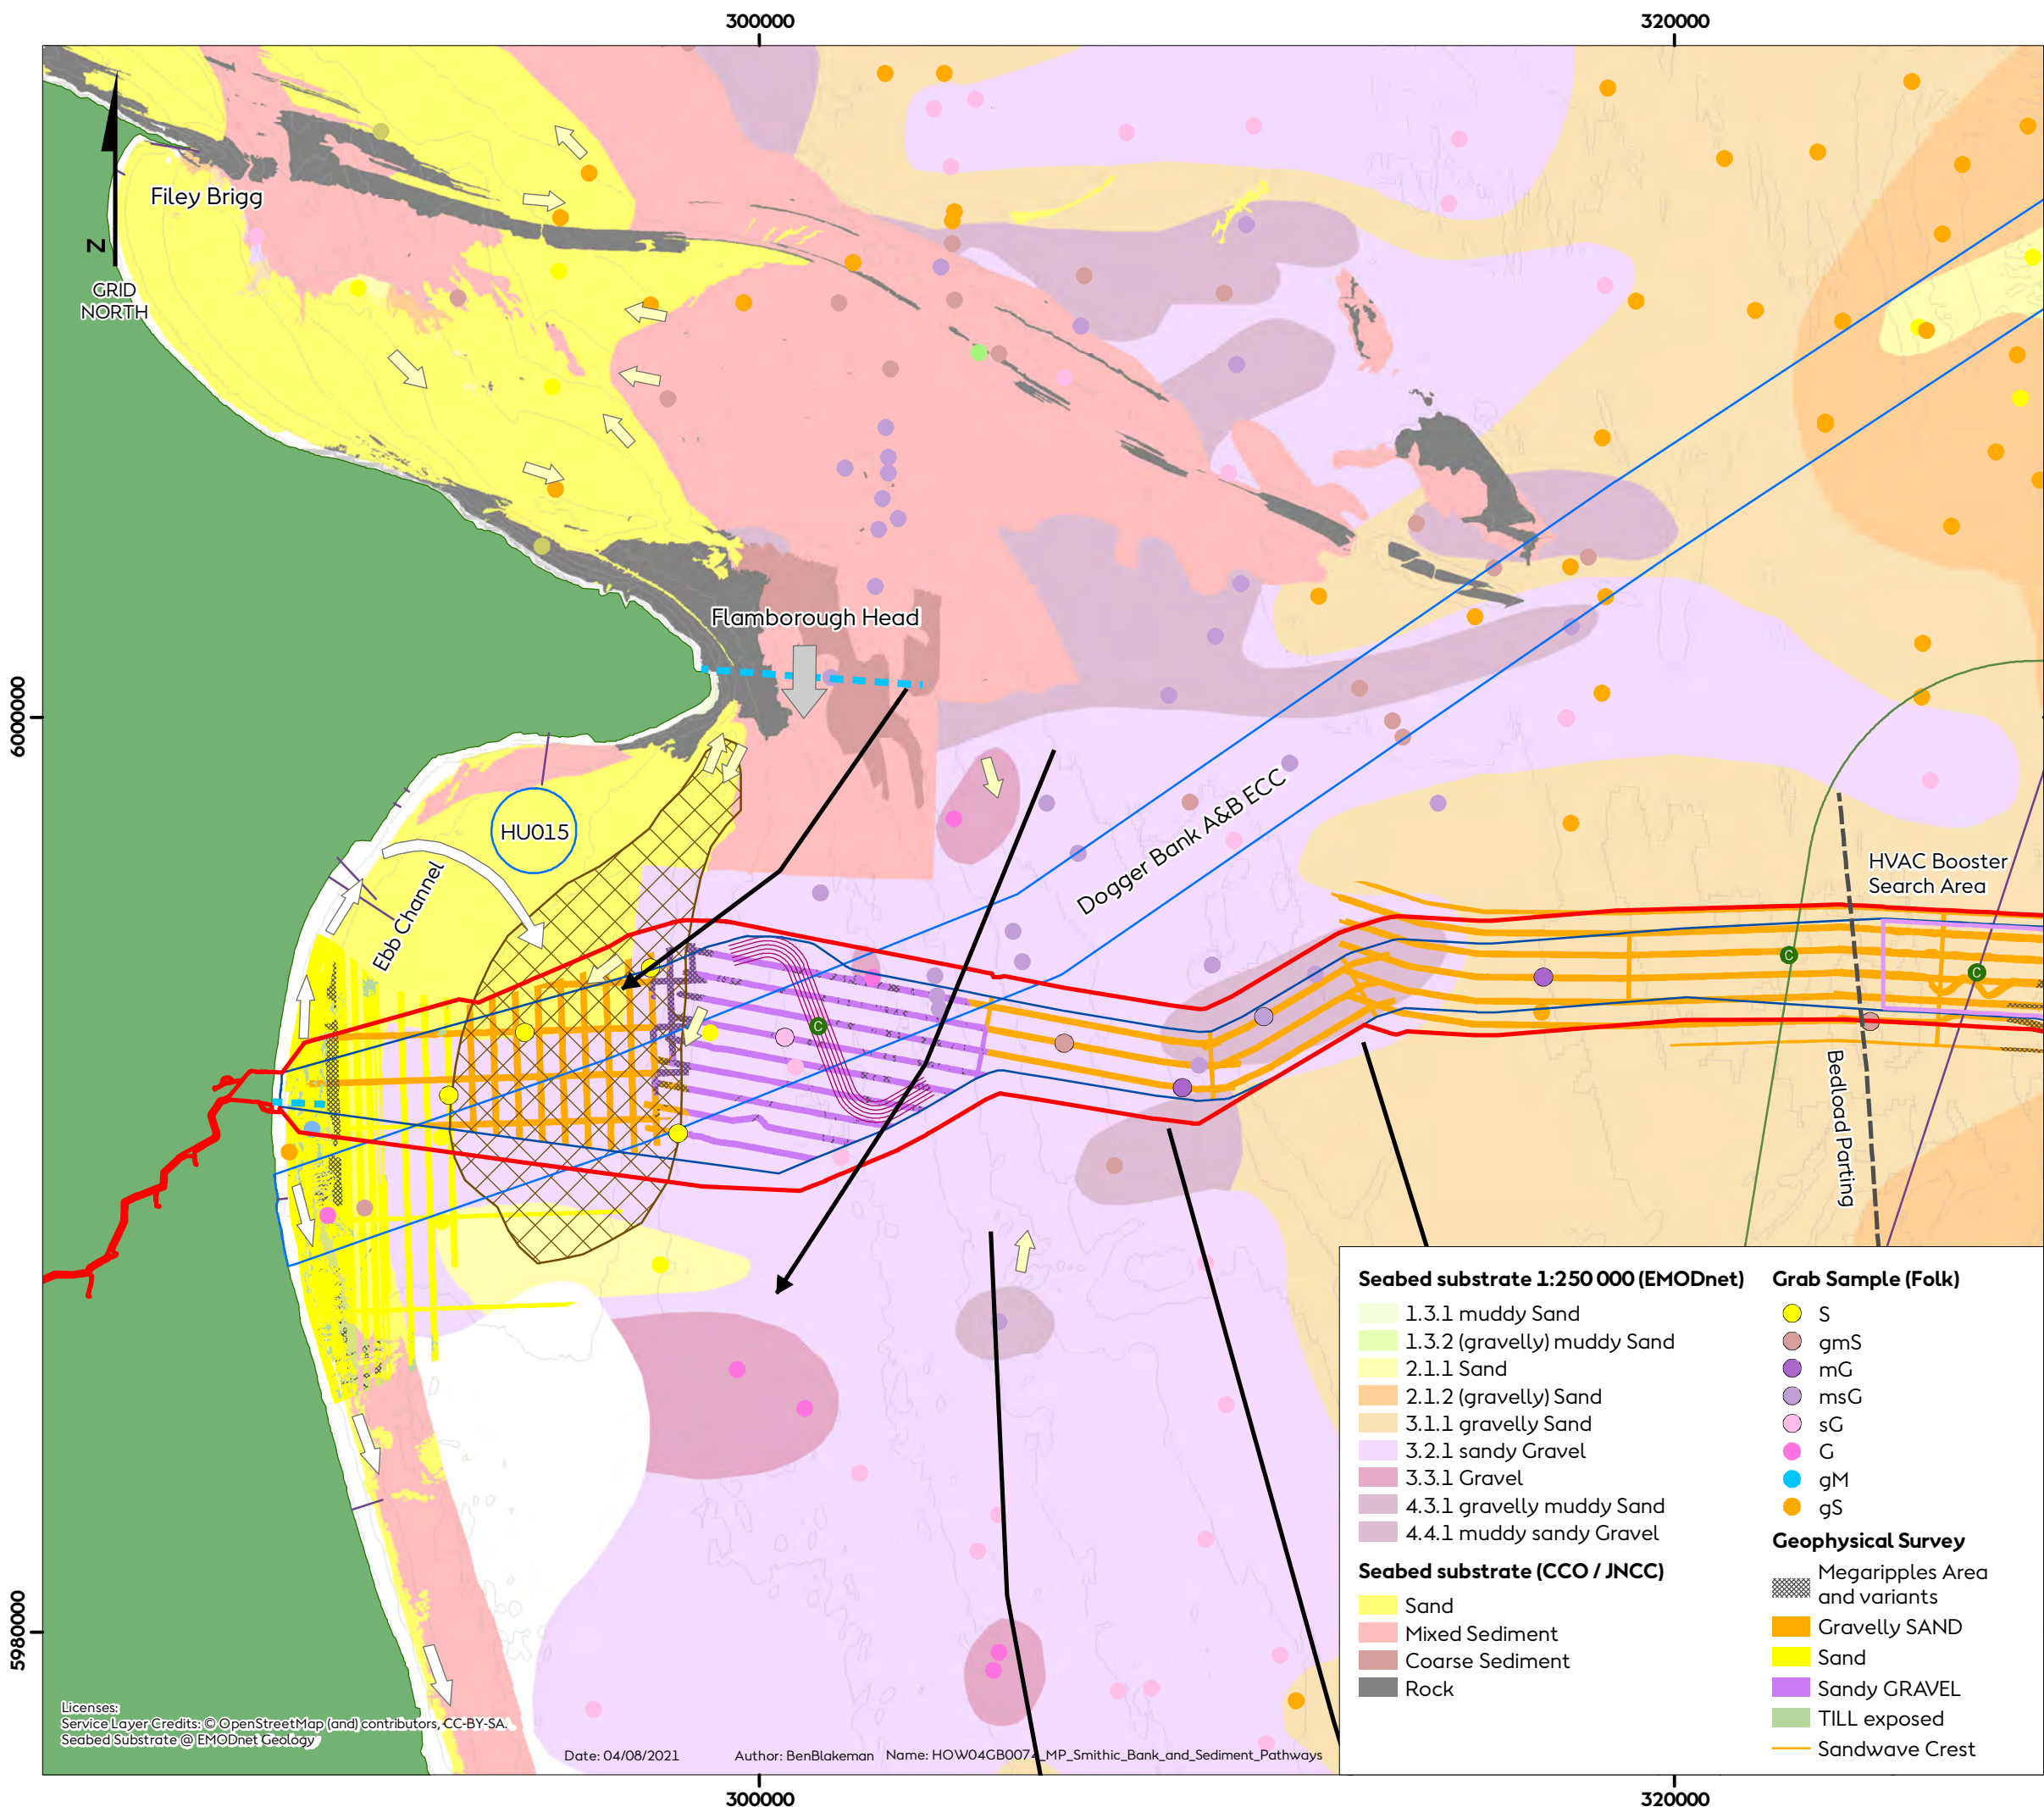 300000
320000
Filey Brigg
N
GRID
NORTH
Flamborough Head
6000000
HU015
Ebb Channel
Dogger Bank A&B ECC
HVAC Booster
Search Area
C
C
C
Bedload Parting
5980000
Seabed substrate 1:250 000 (EMODnet)
1.3.1 muddy Sand
1.3.2 (gravelly) muddy Sand
2.1.1 Sand
2.1.2 (gravelly) Sand
3.1.1 gravelly Sand
3.2.1 sandy Gravel
3.3.1 Gravel
4.3.1 gravelly muddy Sand
4.4.1 muddy sandy Gravel
Seabed substrate (CCO / JNCC)
Sand
Mixed Sediment
Coarse Sediment
Rock
Grab Sample (Folk)
S
gmS
mG
msG
sG
G
gM
gS
Geophysical Survey
Megaripples Area
and variants
Gravelly SAND
Sand
Sandy GRAVEL
TILL exposed
Sandwave Crest
Licenses:
Service Layer Credits: © OpenStreetMap (and) contributors, CC-BY-SA.
Seabed Substrate @ EMODnet Geology
Date: 04/08/2021 Author: BenBlakeman Name: HOW04GB0074_MP_Smithic_Bank_and_Sediment_Pathways
300000
320000